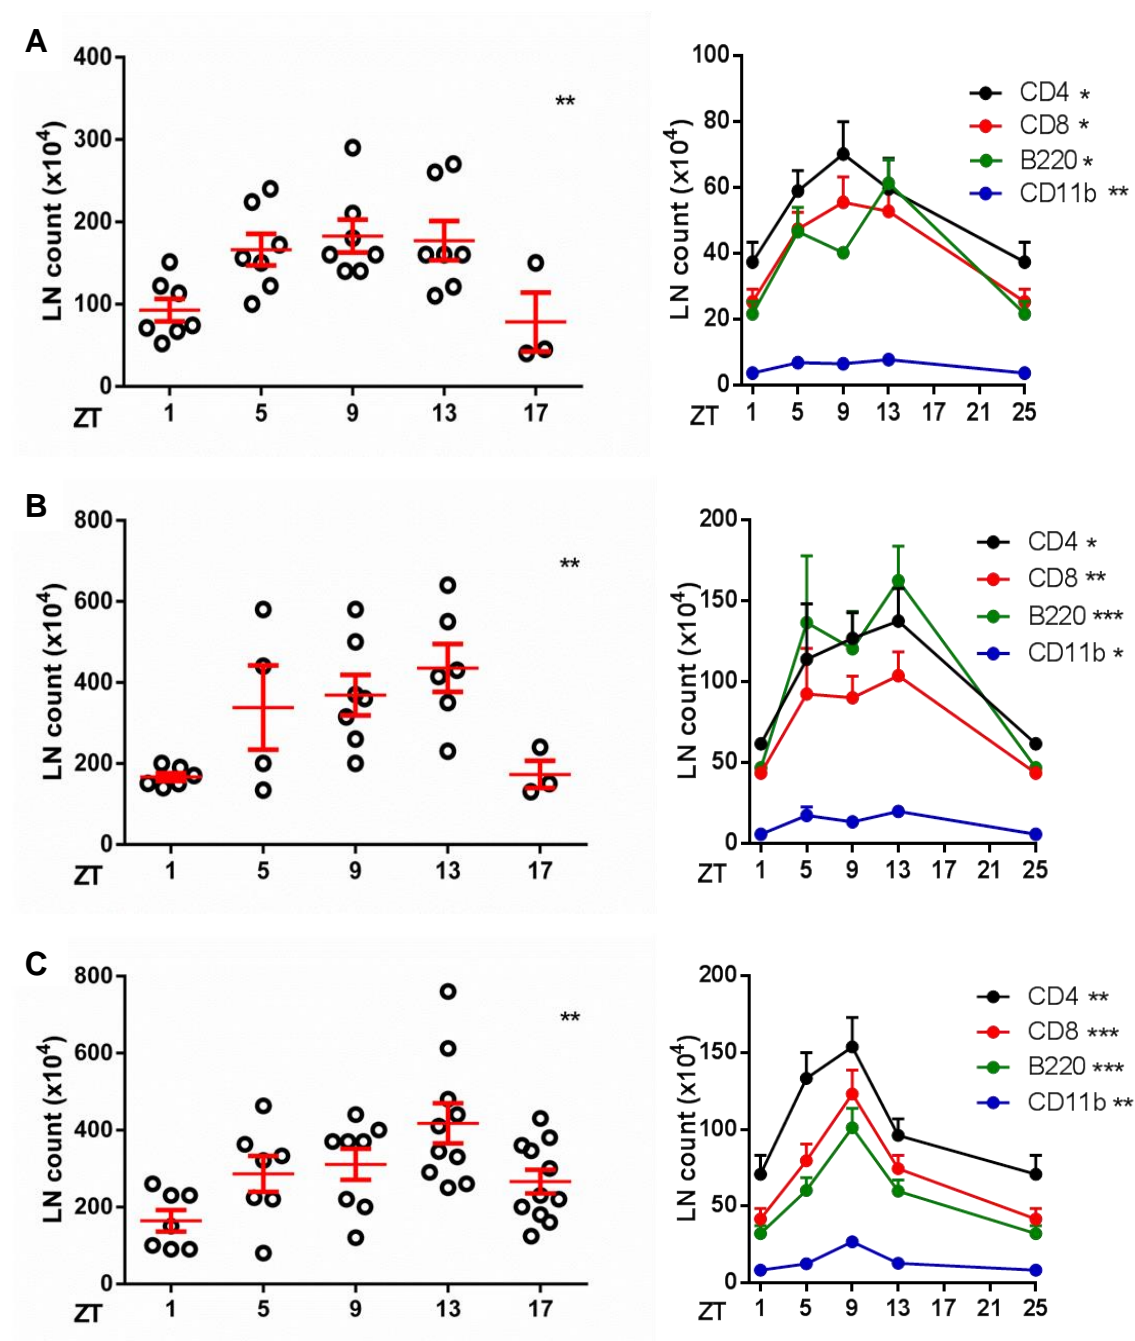 A
400
300
200
100
0
LN count (x10⁴)
**
ZT 1 5 9 13 17
100
80
60
40
20
0
LN count (x10⁴)
CD4 *
CD8 *
B220 *
CD11b **
ZT 1 5 9 13 17 21 25
B
800
600
400
200
0
LN count (x10⁴)
**
ZT 1 5 9 13 17
200
150
100
50
0
LN count (x10⁴)
CD4 *
CD8 **
B220 ***
CD11b *
ZT 1 5 9 13 17 21 25
C
800
600
400
200
0
LN count (x10⁴)
**
ZT 1 5 9 13 17
200
150
100
50
0
LN count (x10⁴)
CD4 **
CD8 ***
B220 ***
CD11b **
ZT 1 5 9 13 17 21 25